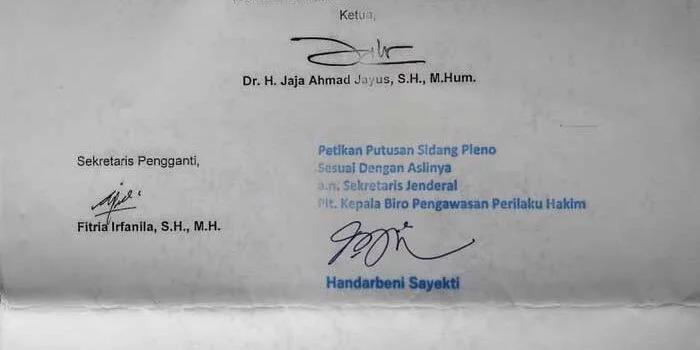 Ketua,
Dr. H. Jaja Ahmad Jayus, S.H., M.Hum.
Sekretaris Pengganti,
Fitria Irfanila, S.H., M.H.
Petikan Putusan Sidang Pleno
Sesuai Dengan Aslinya
a.n. Sekretaris Jenderal
Plt. Kepala Biro Pengawasan Perilaku Hakim
Handarbeni Sayekti